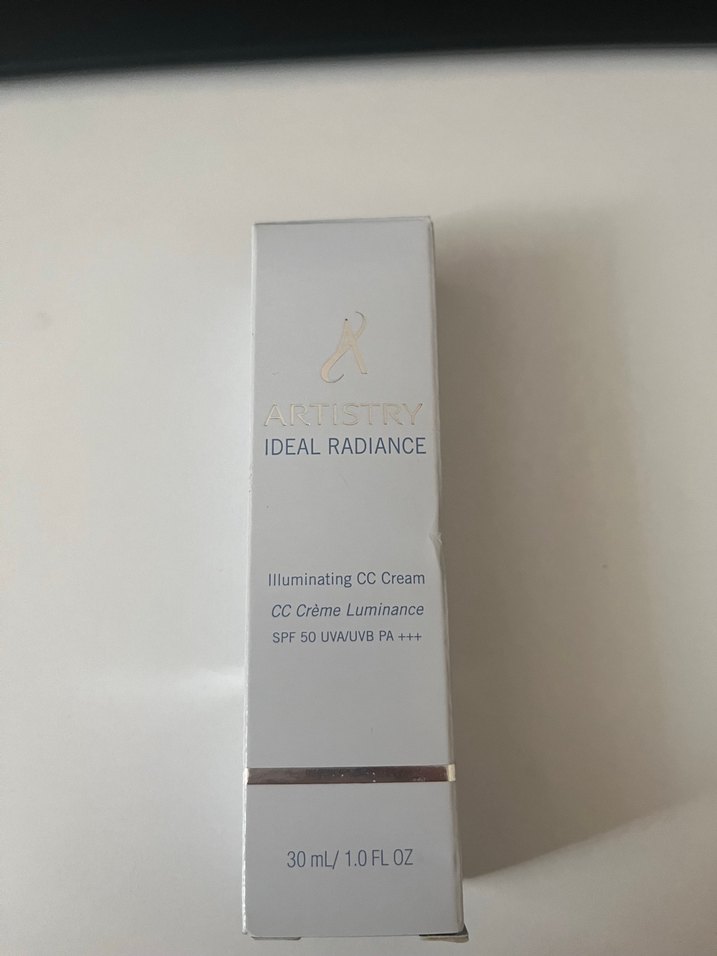 ARTISTRY
IDEAL RADIANCE
Illuminating CC Cream
CC Crème Luminance
SPF 50 UVA/UVB PA +++
30 mL/ 1.0 FL OZ